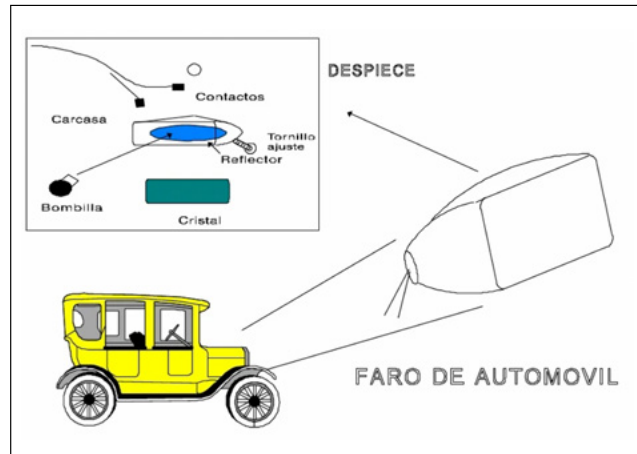 DESPIECE
Contactos
Carcasa
Tornillo
ajuste
Reflector
Bombilla
Cristal
FARO DE AUTOMOVIL